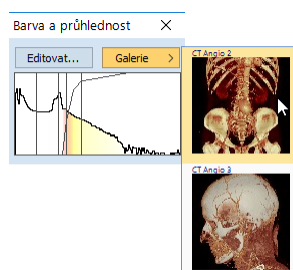 Barva a průhlednost
Editovat...
Galerie
CT Angio 2
CT Angio 3